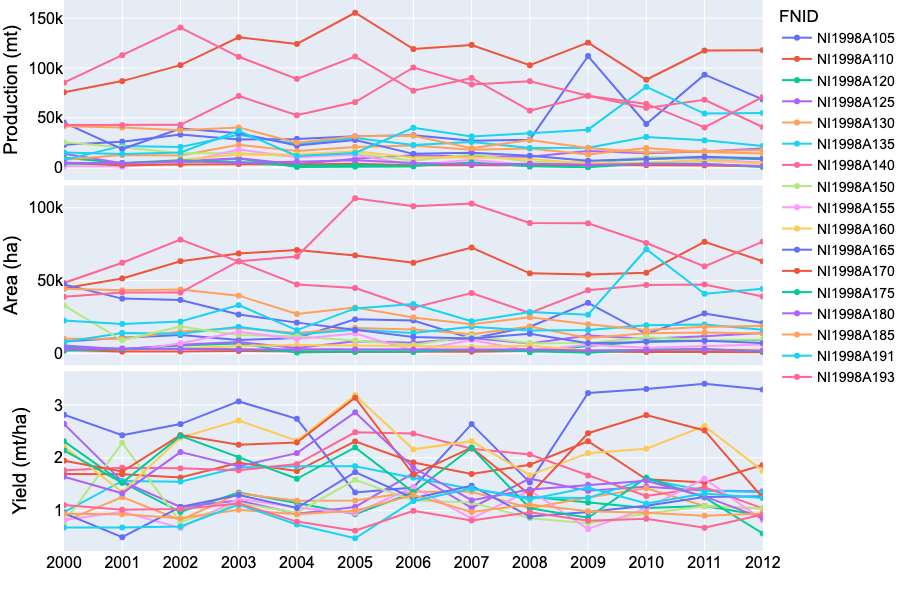 Production (mt)
150k
100k
50k
0
Area (ha)
100k
50k
0
Yield (mt/ha)
3
2
1
2000 2001 2002 2003 2004 2005 2006 2007 2008 2009 2010 2011 2012
FNID
NI1998A105
NI1998A110
NI1998A120
NI1998A125
NI1998A130
NI1998A135
NI1998A140
NI1998A150
NI1998A155
NI1998A160
NI1998A165
NI1998A170
NI1998A175
NI1998A180
NI1998A185
NI1998A191
NI1998A193